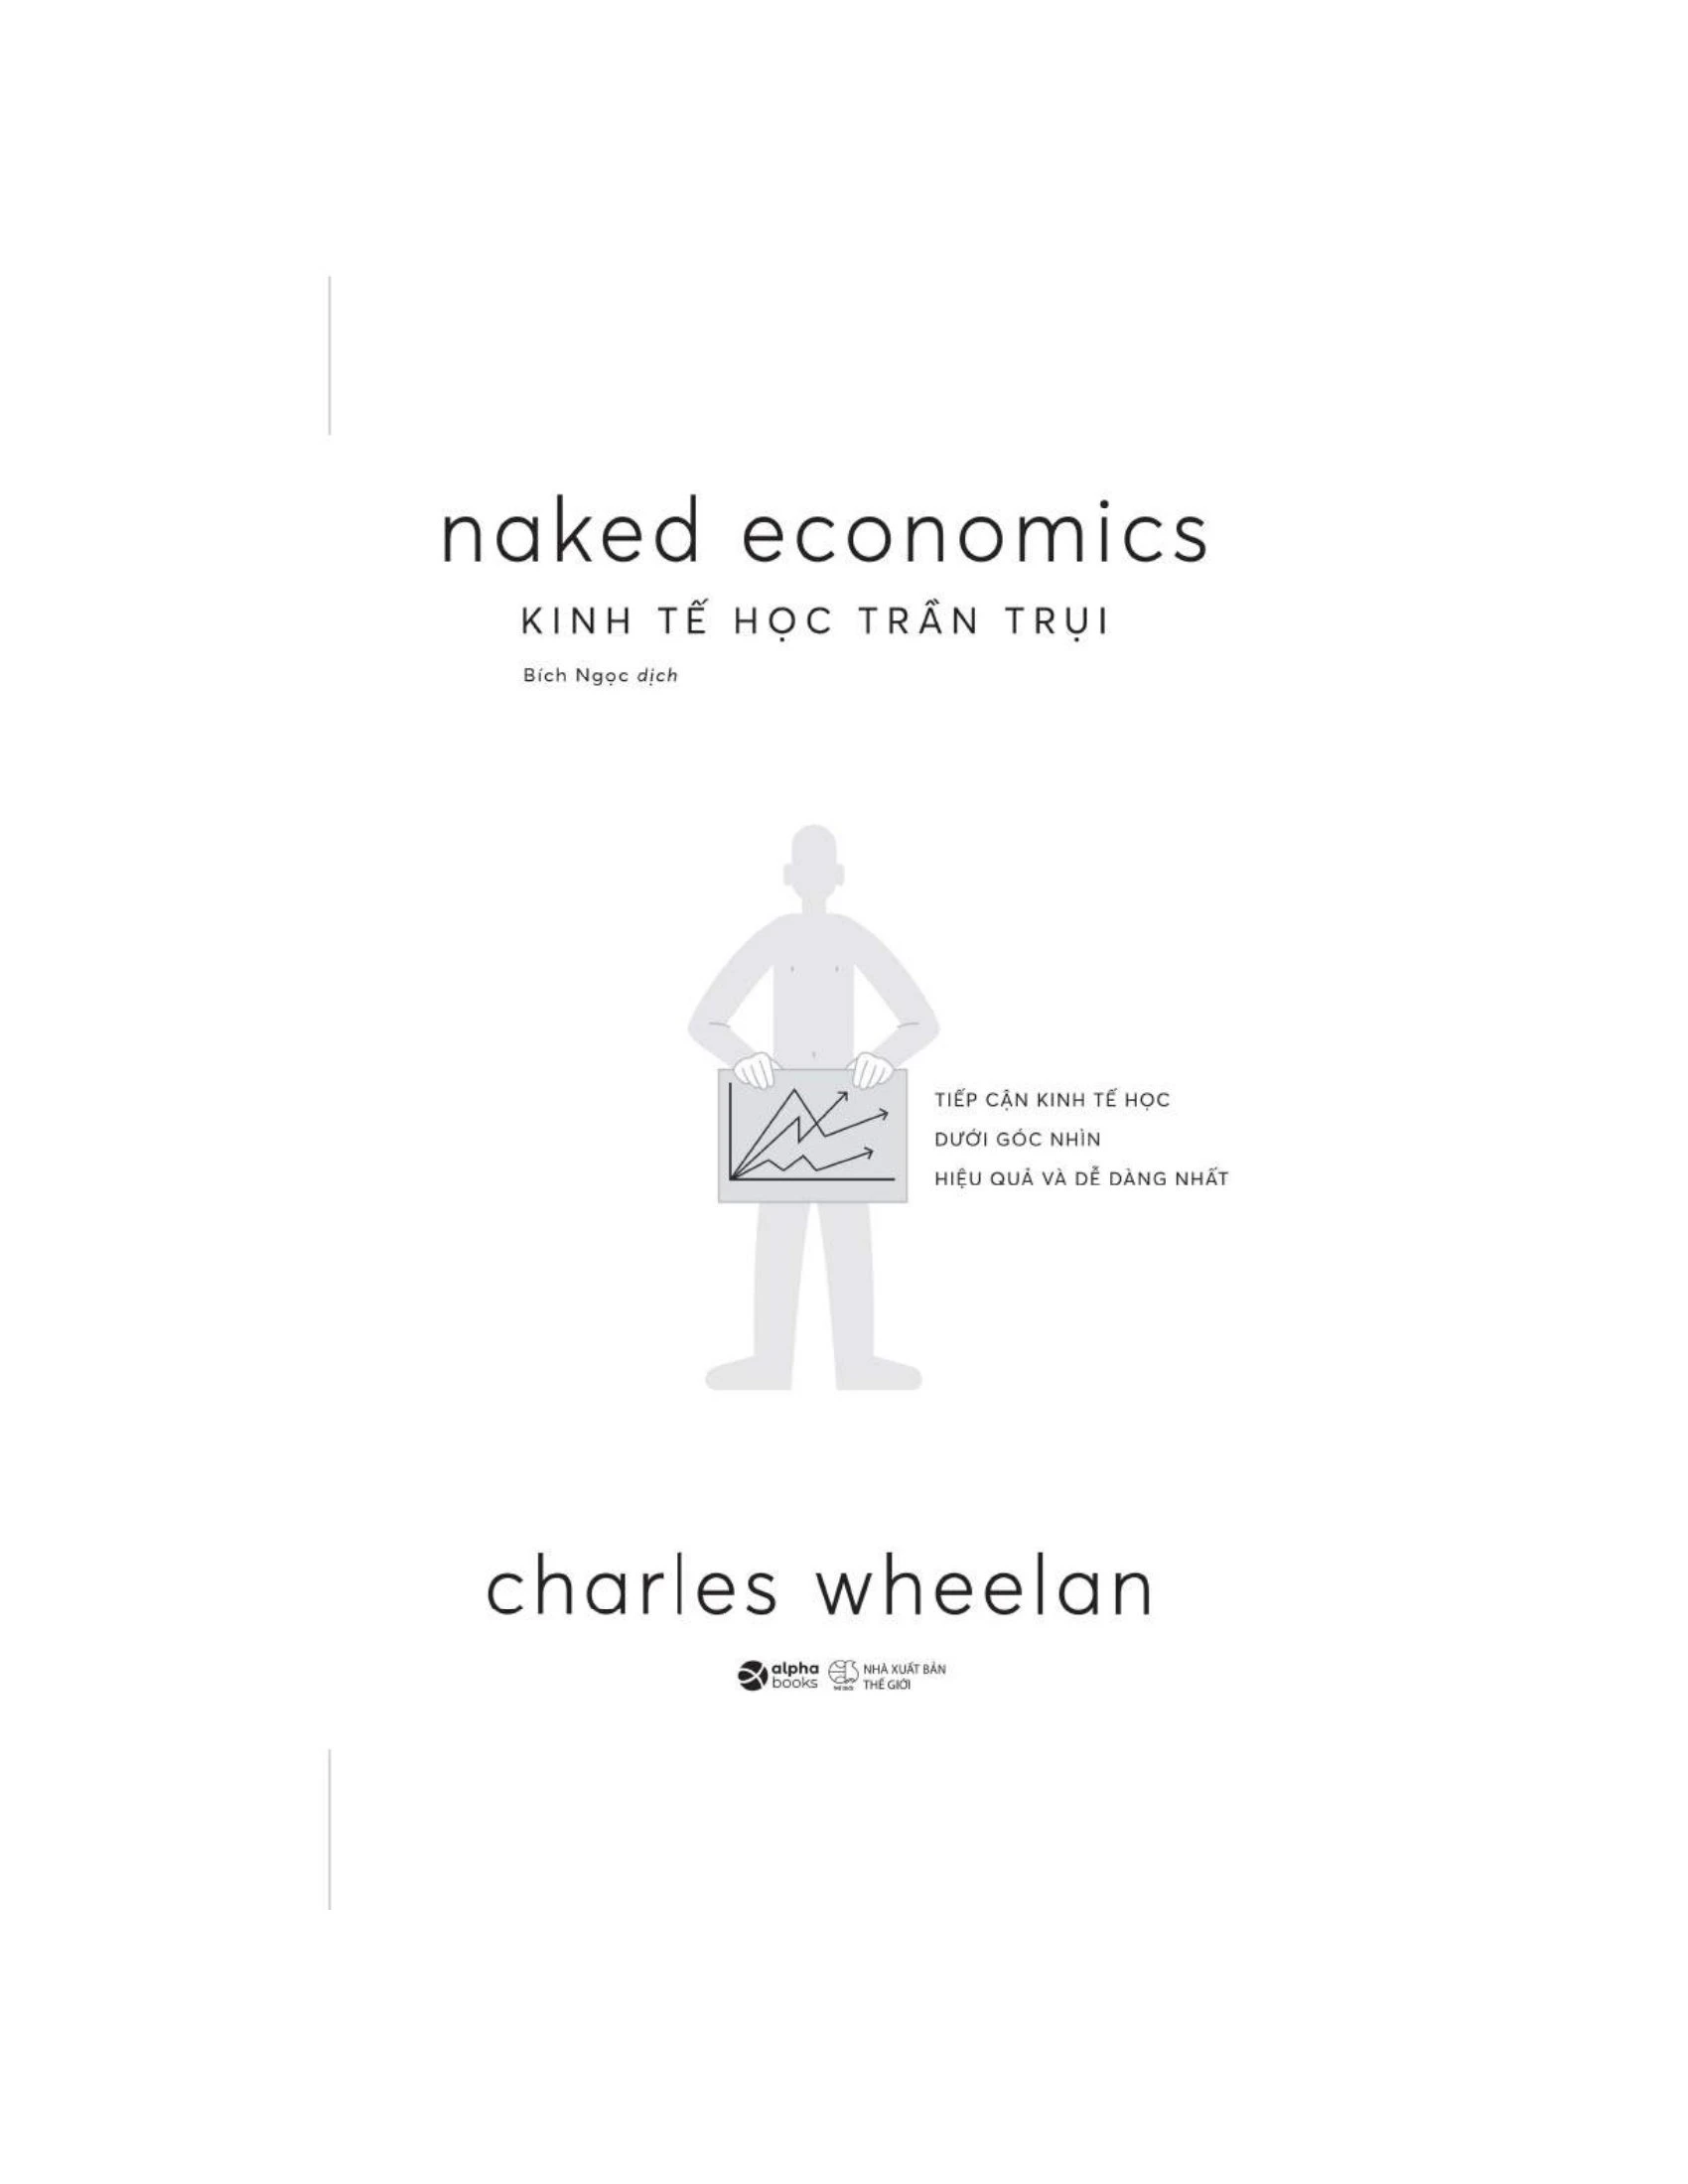 naked economics
KINH TẾ HỌC TRẦN TRỤI
Bích Ngọc dịch
TIẾP CẬN KINH TẾ HỌC
DƯỚI GÓC NHÌN
HIỆU QUẢ VÀ DỄ DÀNG NHẤT
charles wheelan
alpha
books
NHÀ XUẤT BẢN
THẾ GIỚI